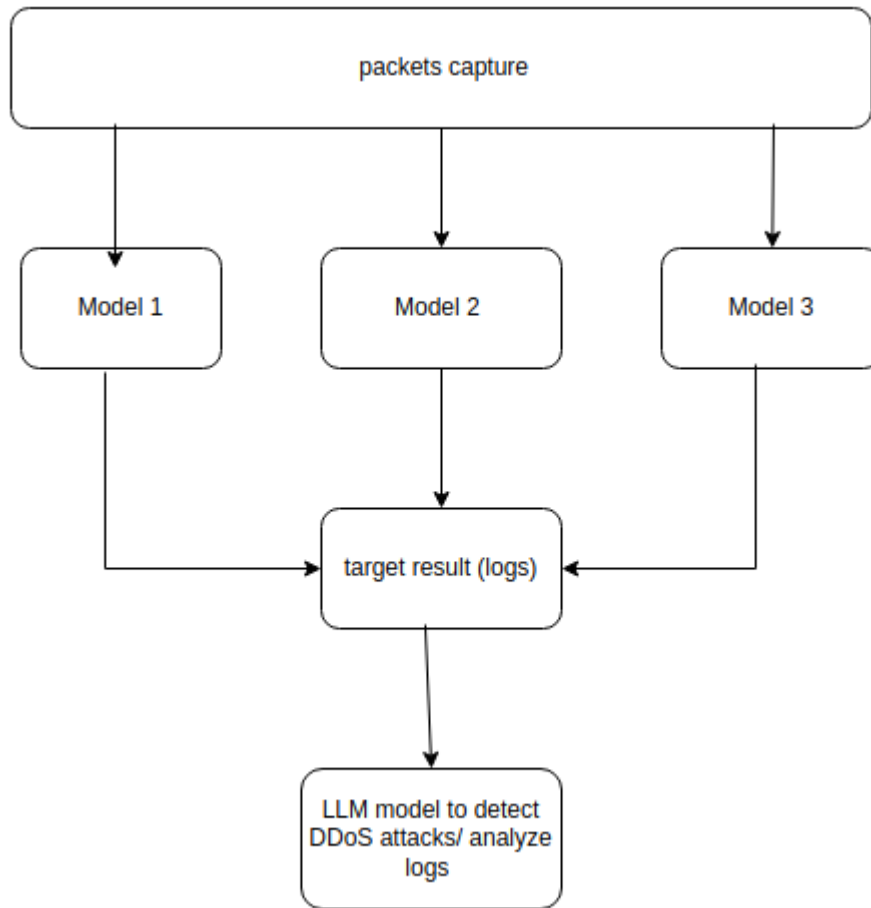 packets capture
Model 1
Model 2
Model 3
target result (logs)
LLM model to detect
DDoS attacks/ analyze
logs